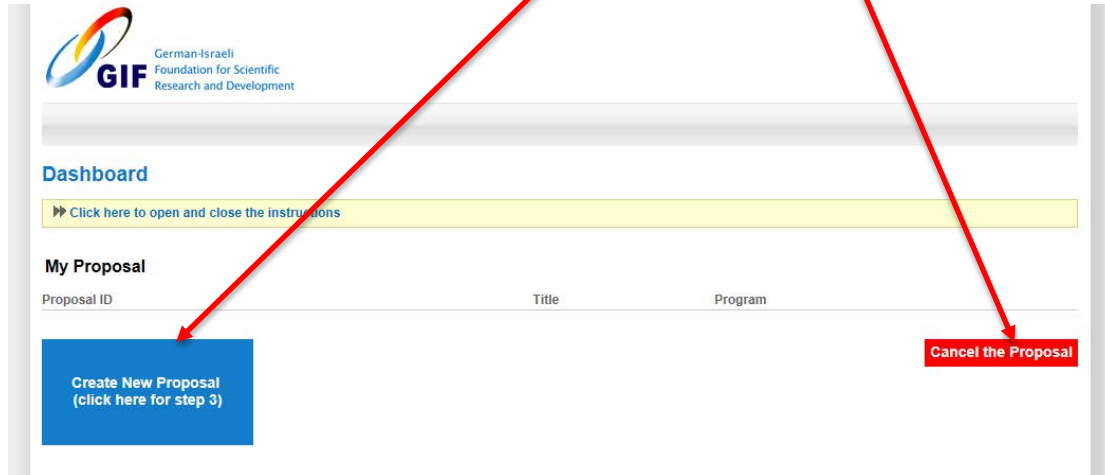 German-Israeli
GIF Foundation for Scientific
Research and Development
Dashboard
Click here to open and close the instructions
My Proposal
Proposal ID Title Program
Cancel the Proposal
Create New Proposal
(click here for step 3)